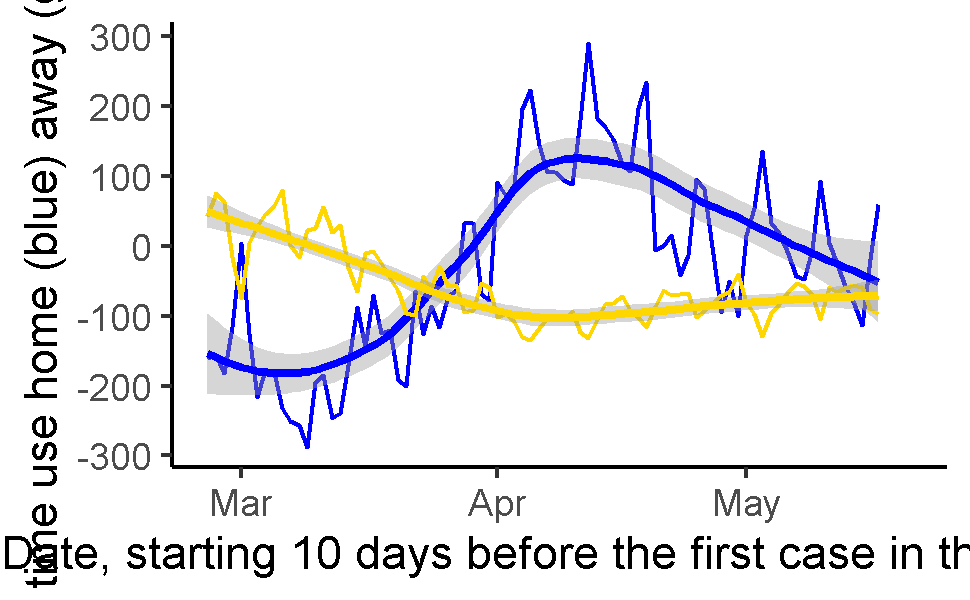 time use home (blue) away (
300
200
100
0
-100
-200
-300
Mar Apr May
Date, starting 10 days before the first case in th